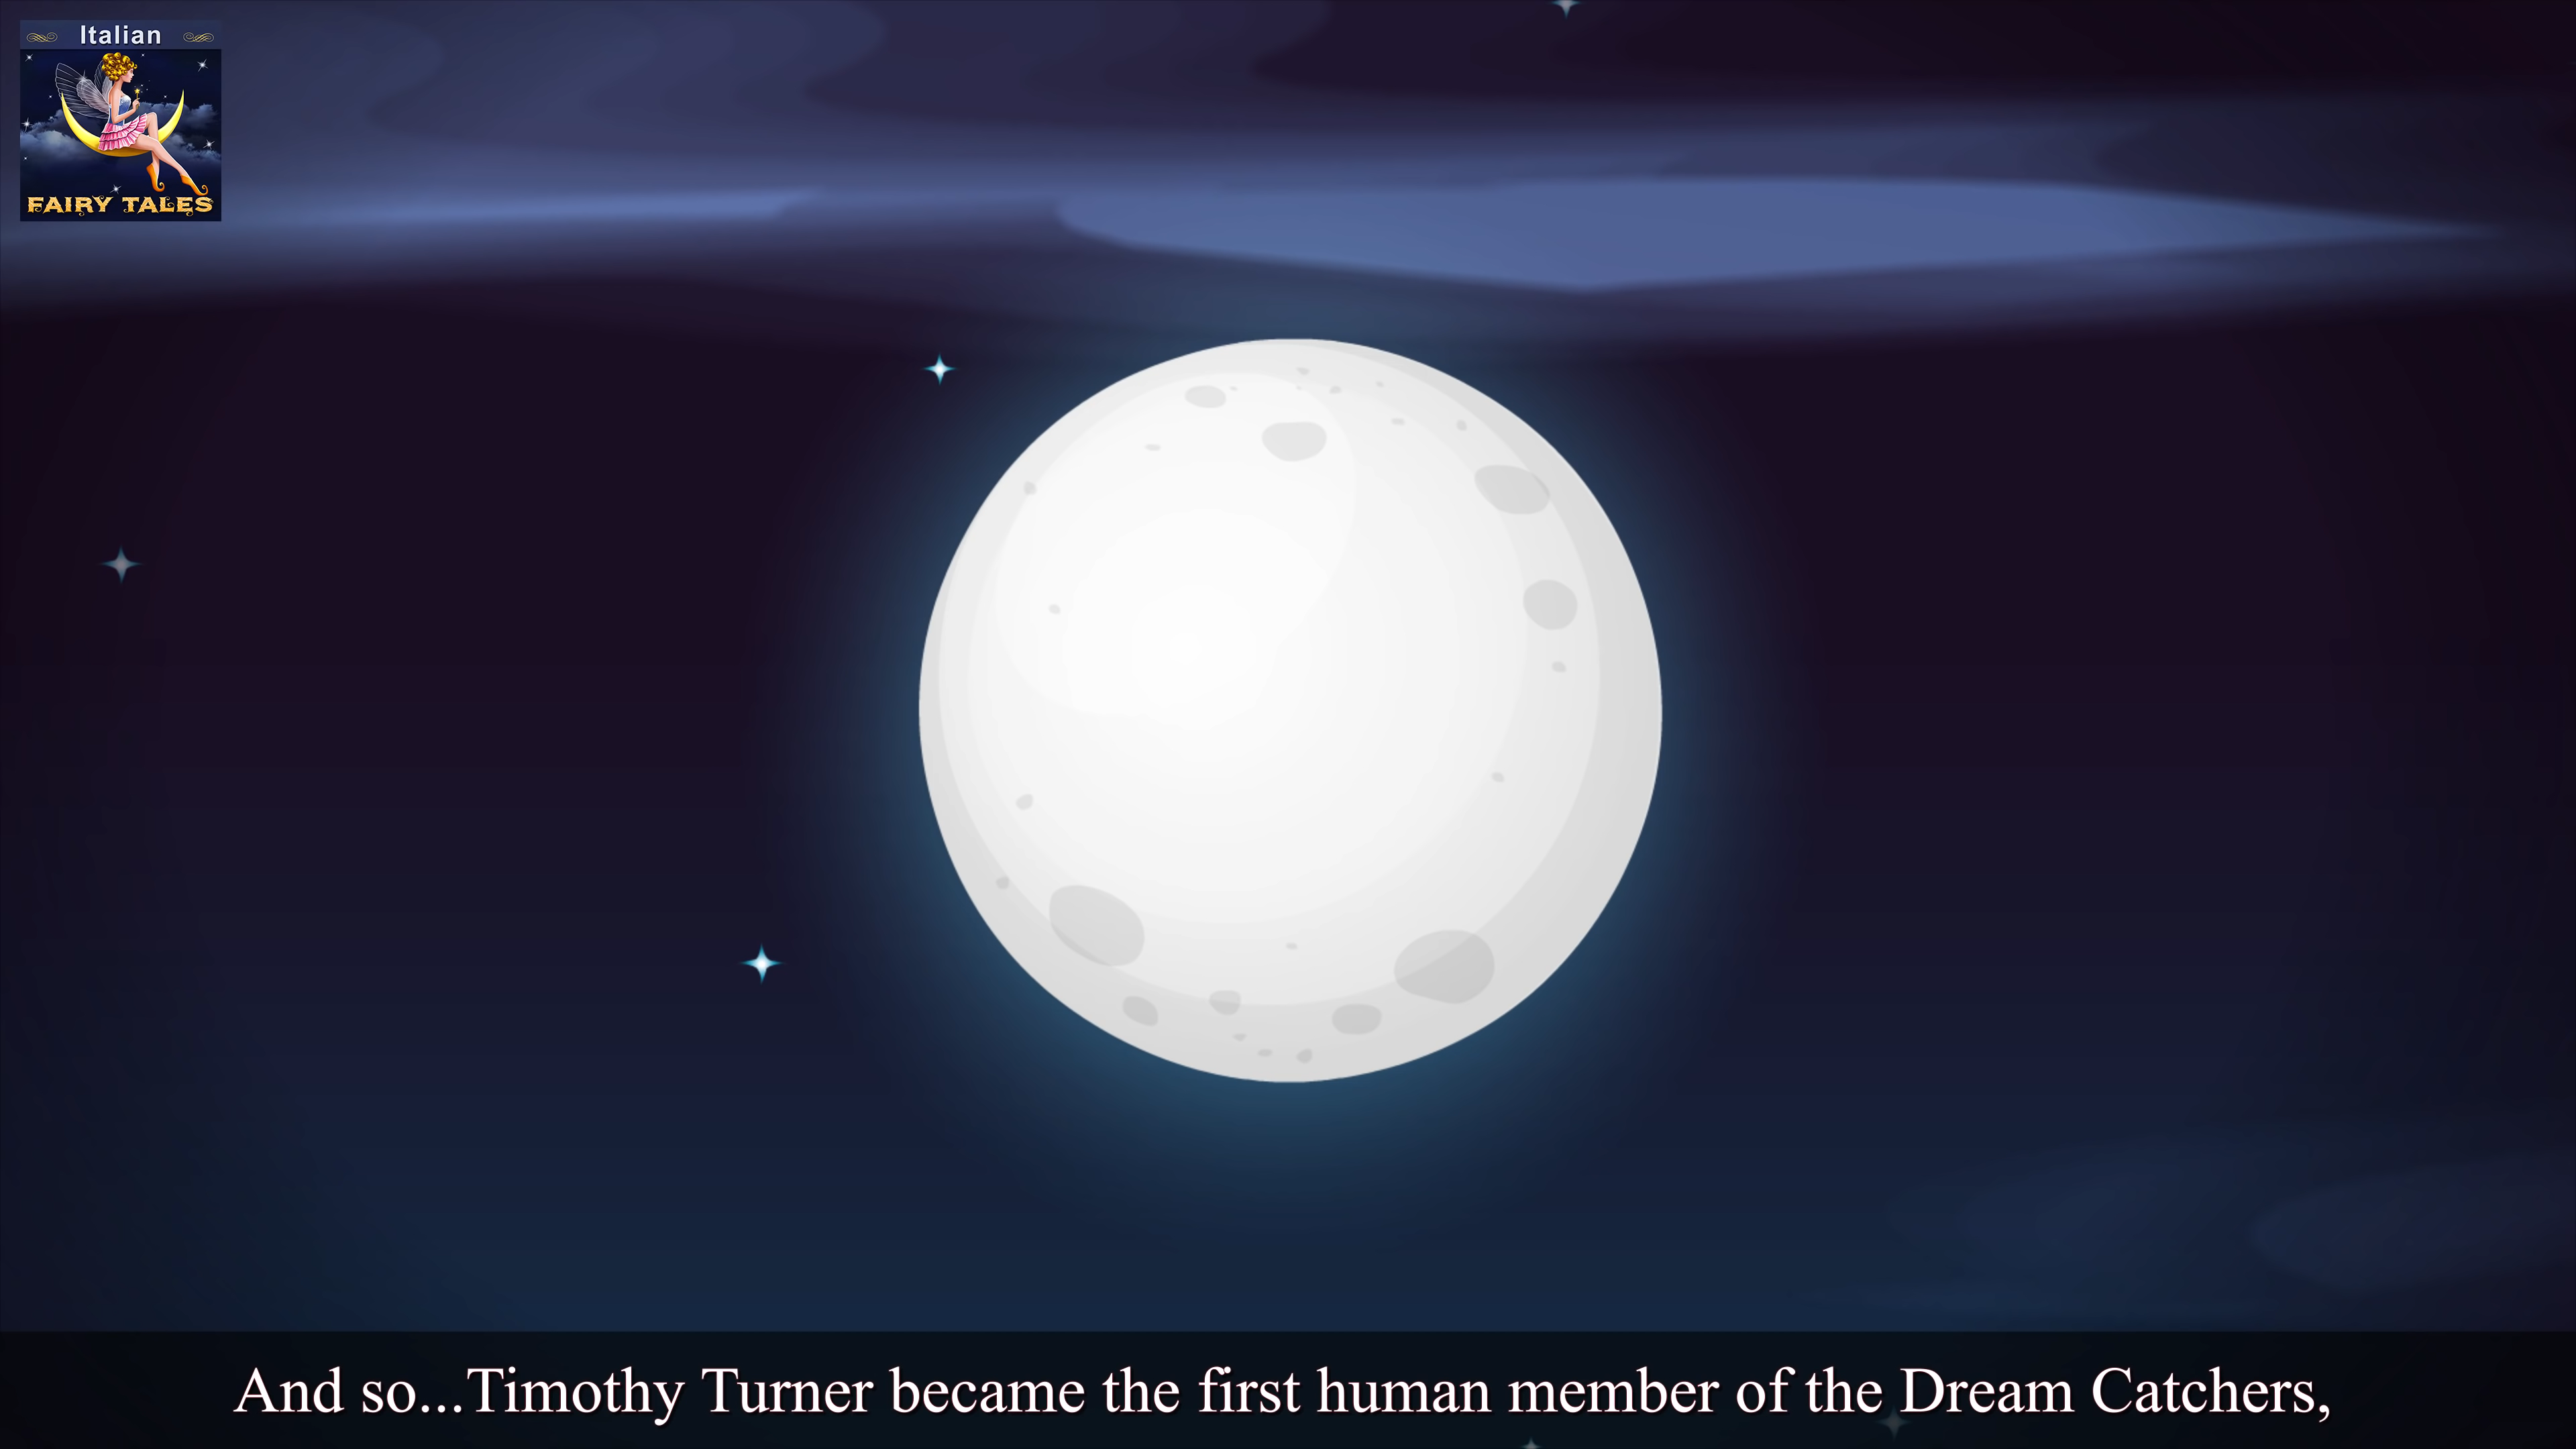 Italian
FAIRY TALES
And so...Timothy Turner became the first human member of the Dream Catchers,